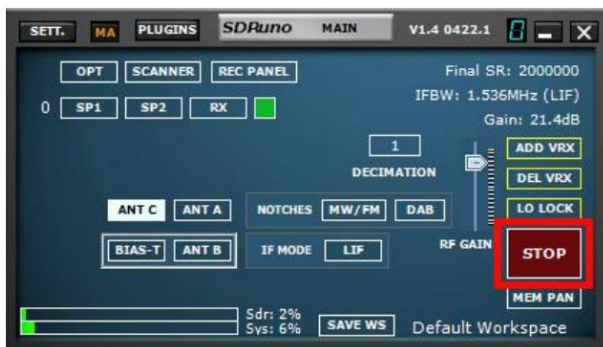 SETT. MA PLUGINS SDRuno MAIN V1.4 0422.1 8
OPT SCANNER REC PANEL Final SR: 2000000
IFBW: 1.536MHz (LIF)
0 SP1 SP2 RX Gain: 21.4dB
1 ADD VRX
DECIMATION DEL VRX
ANT C ANT A NOTCHES MW/FM DAB LO LOCK
BIAS-T ANT B IF MODE LIF RF GAIN STOP
MEM PAN
Sdr: 2%
Sys: 6% SAVE WS Default Workspace